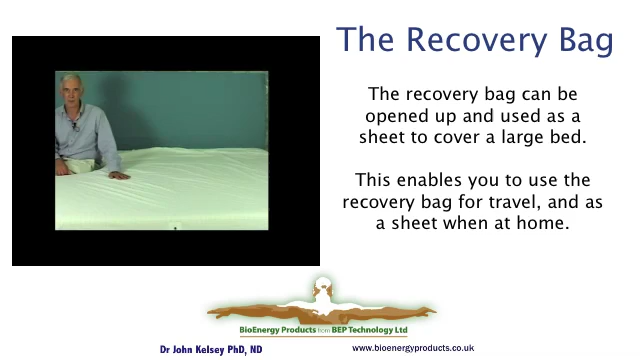 The Recovery Bag
The recovery bag can be
opened up and used as a
sheet to cover a large bed.
This enables you to use the
recovery bag for travel, and as
a sheet when at home.
BioEnergy Products from BEP Technology Ltd
Dr John Kelsey PhD, ND
www.bioenergyproducts.co.uk